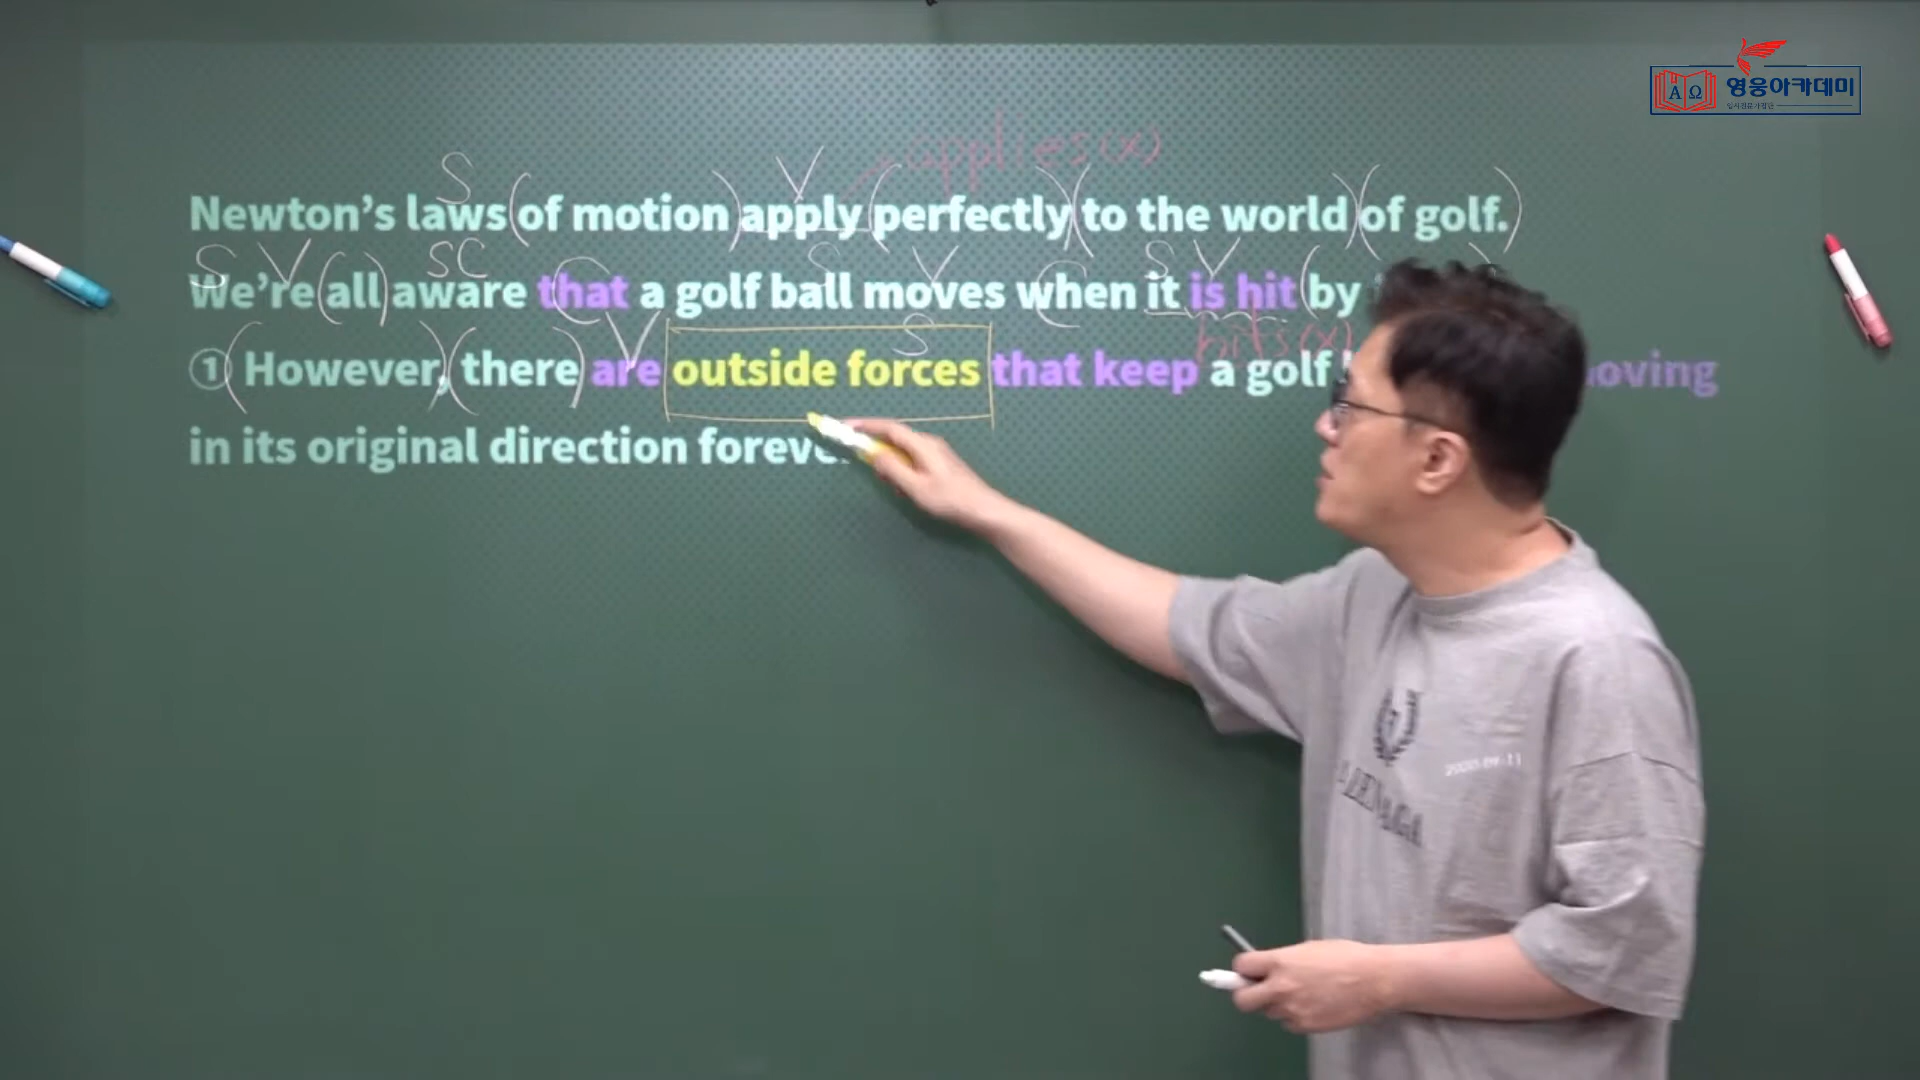 영웅아카데미
applies(x)
S V
Newton's laws (of motion) apply (perfectly) (to the world) (of golf.)
S V SC S V S V
We're (all) aware that a golf ball moves when it is hit (by
V S hits(x)
① (However,) (there) are outside forces that keep a golf moving
in its original direction